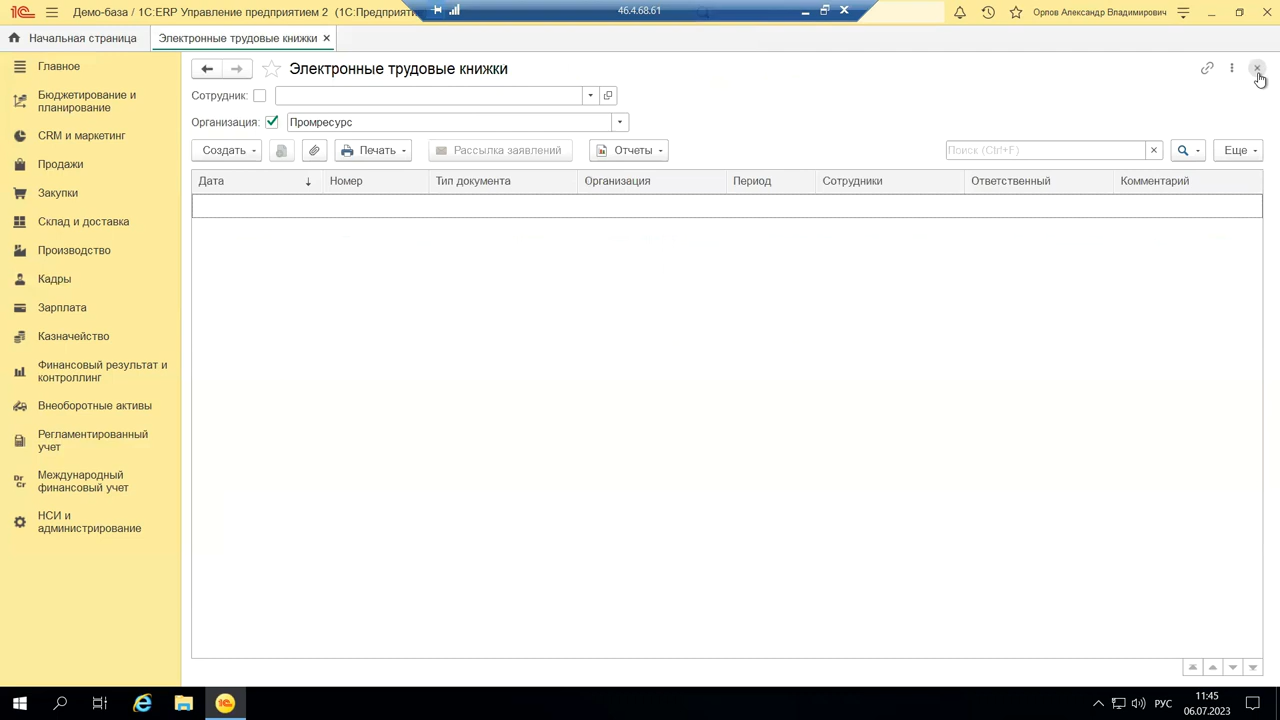 Демо-база / 1С:ERP Управление предприятием 2 (1С:Предприятие
46.4.68.61
Орлов Александр Владимирович
Начальная страница
Электронные трудовые книжки
Главное
Бюджетирование и
планирование
CRM и маркетинг
Продажи
Закупки
Склад и доставка
Производство
Кадры
Зарплата
Казначейство
Финансовый результат и
контроллинг
Внеоборотные активы
Регламентированный
учет
Международный
финансовый учет
НСИ и
администрирование
Электронные трудовые книжки
Сотрудник:
Организация: Промресурс
Создать Печать Рассылка заявлений Отчеты Поиск (Ctrl+F) Еще
Дата Номер Тип документа Организация Период Сотрудники Ответственный Комментарий
РУС
11:45
06.07.2023